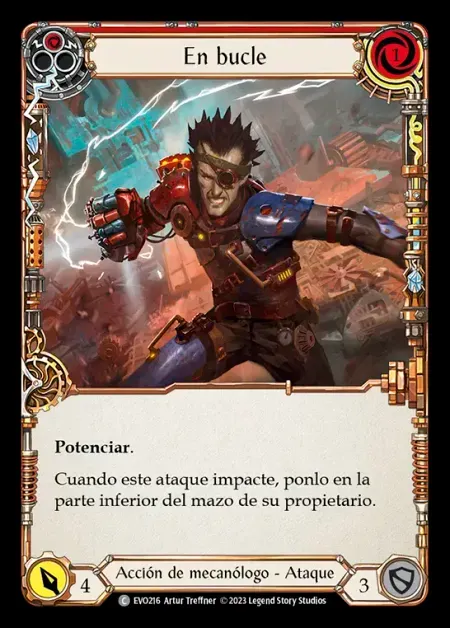 En bucle
1
Potenciar.
Cuando este ataque impacte, ponlo en la
parte inferior del mazo de su propietario.
4
Acción de mecanólogo - Ataque
3
C EVO216 Artur Treffner ©2023 Legend Story Studios